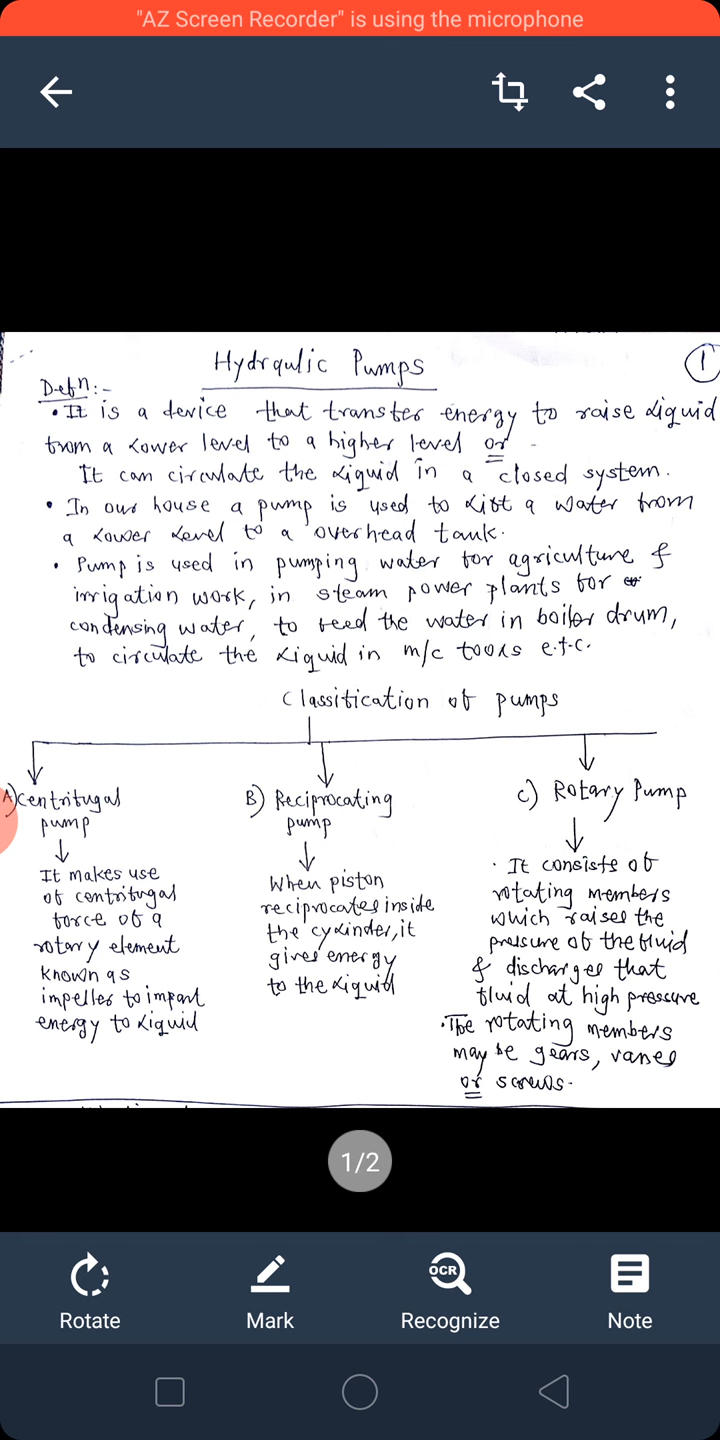 "AZ Screen Recorder" is using the microphone
Hydraulic Pumps
1
Defn:-
• It is a device that transfer energy to raise liquid
from a lower level to a higher level or
It can circulate the liquid in a closed system.
• In our house a pump is used to lift a water from
a lower level to a overhead tank.
• Pump is used in pumping water for agriculture &
irrigation work, in steam power plants for
condensing water, to feed the water in boiler drum,
to circulate the liquid in m/c tools e.t.c.
Classification of pumps
A) Centrifugal
pump
It makes use
of centrifugal
force of a
rotary element
known as
impeller to impart
energy to liquid
B) Reciprocating
pump
When piston
reciprocates inside
the cylinder, it
gives energy
to the liquid
C) Rotary Pump
• It consists of
rotating members
which raises the
pressure of the fluid
& discharges that
fluid at high pressure
• The rotating members
may be gears, vanes
or screws.
1/2
Rotate
Mark
OCR
Recognize
Note